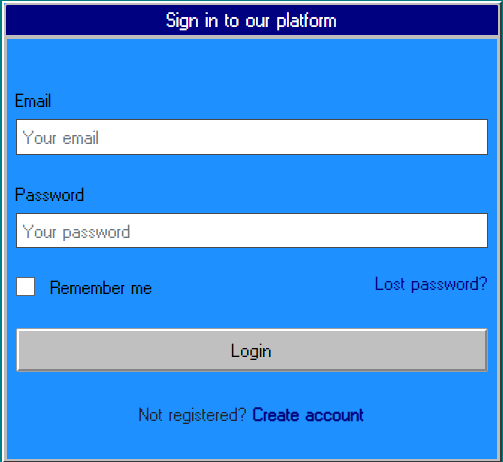 Sign in to our platform
Email
Your email
Password
Your password
Remember me
Lost password?
Login
Not registered? Create account